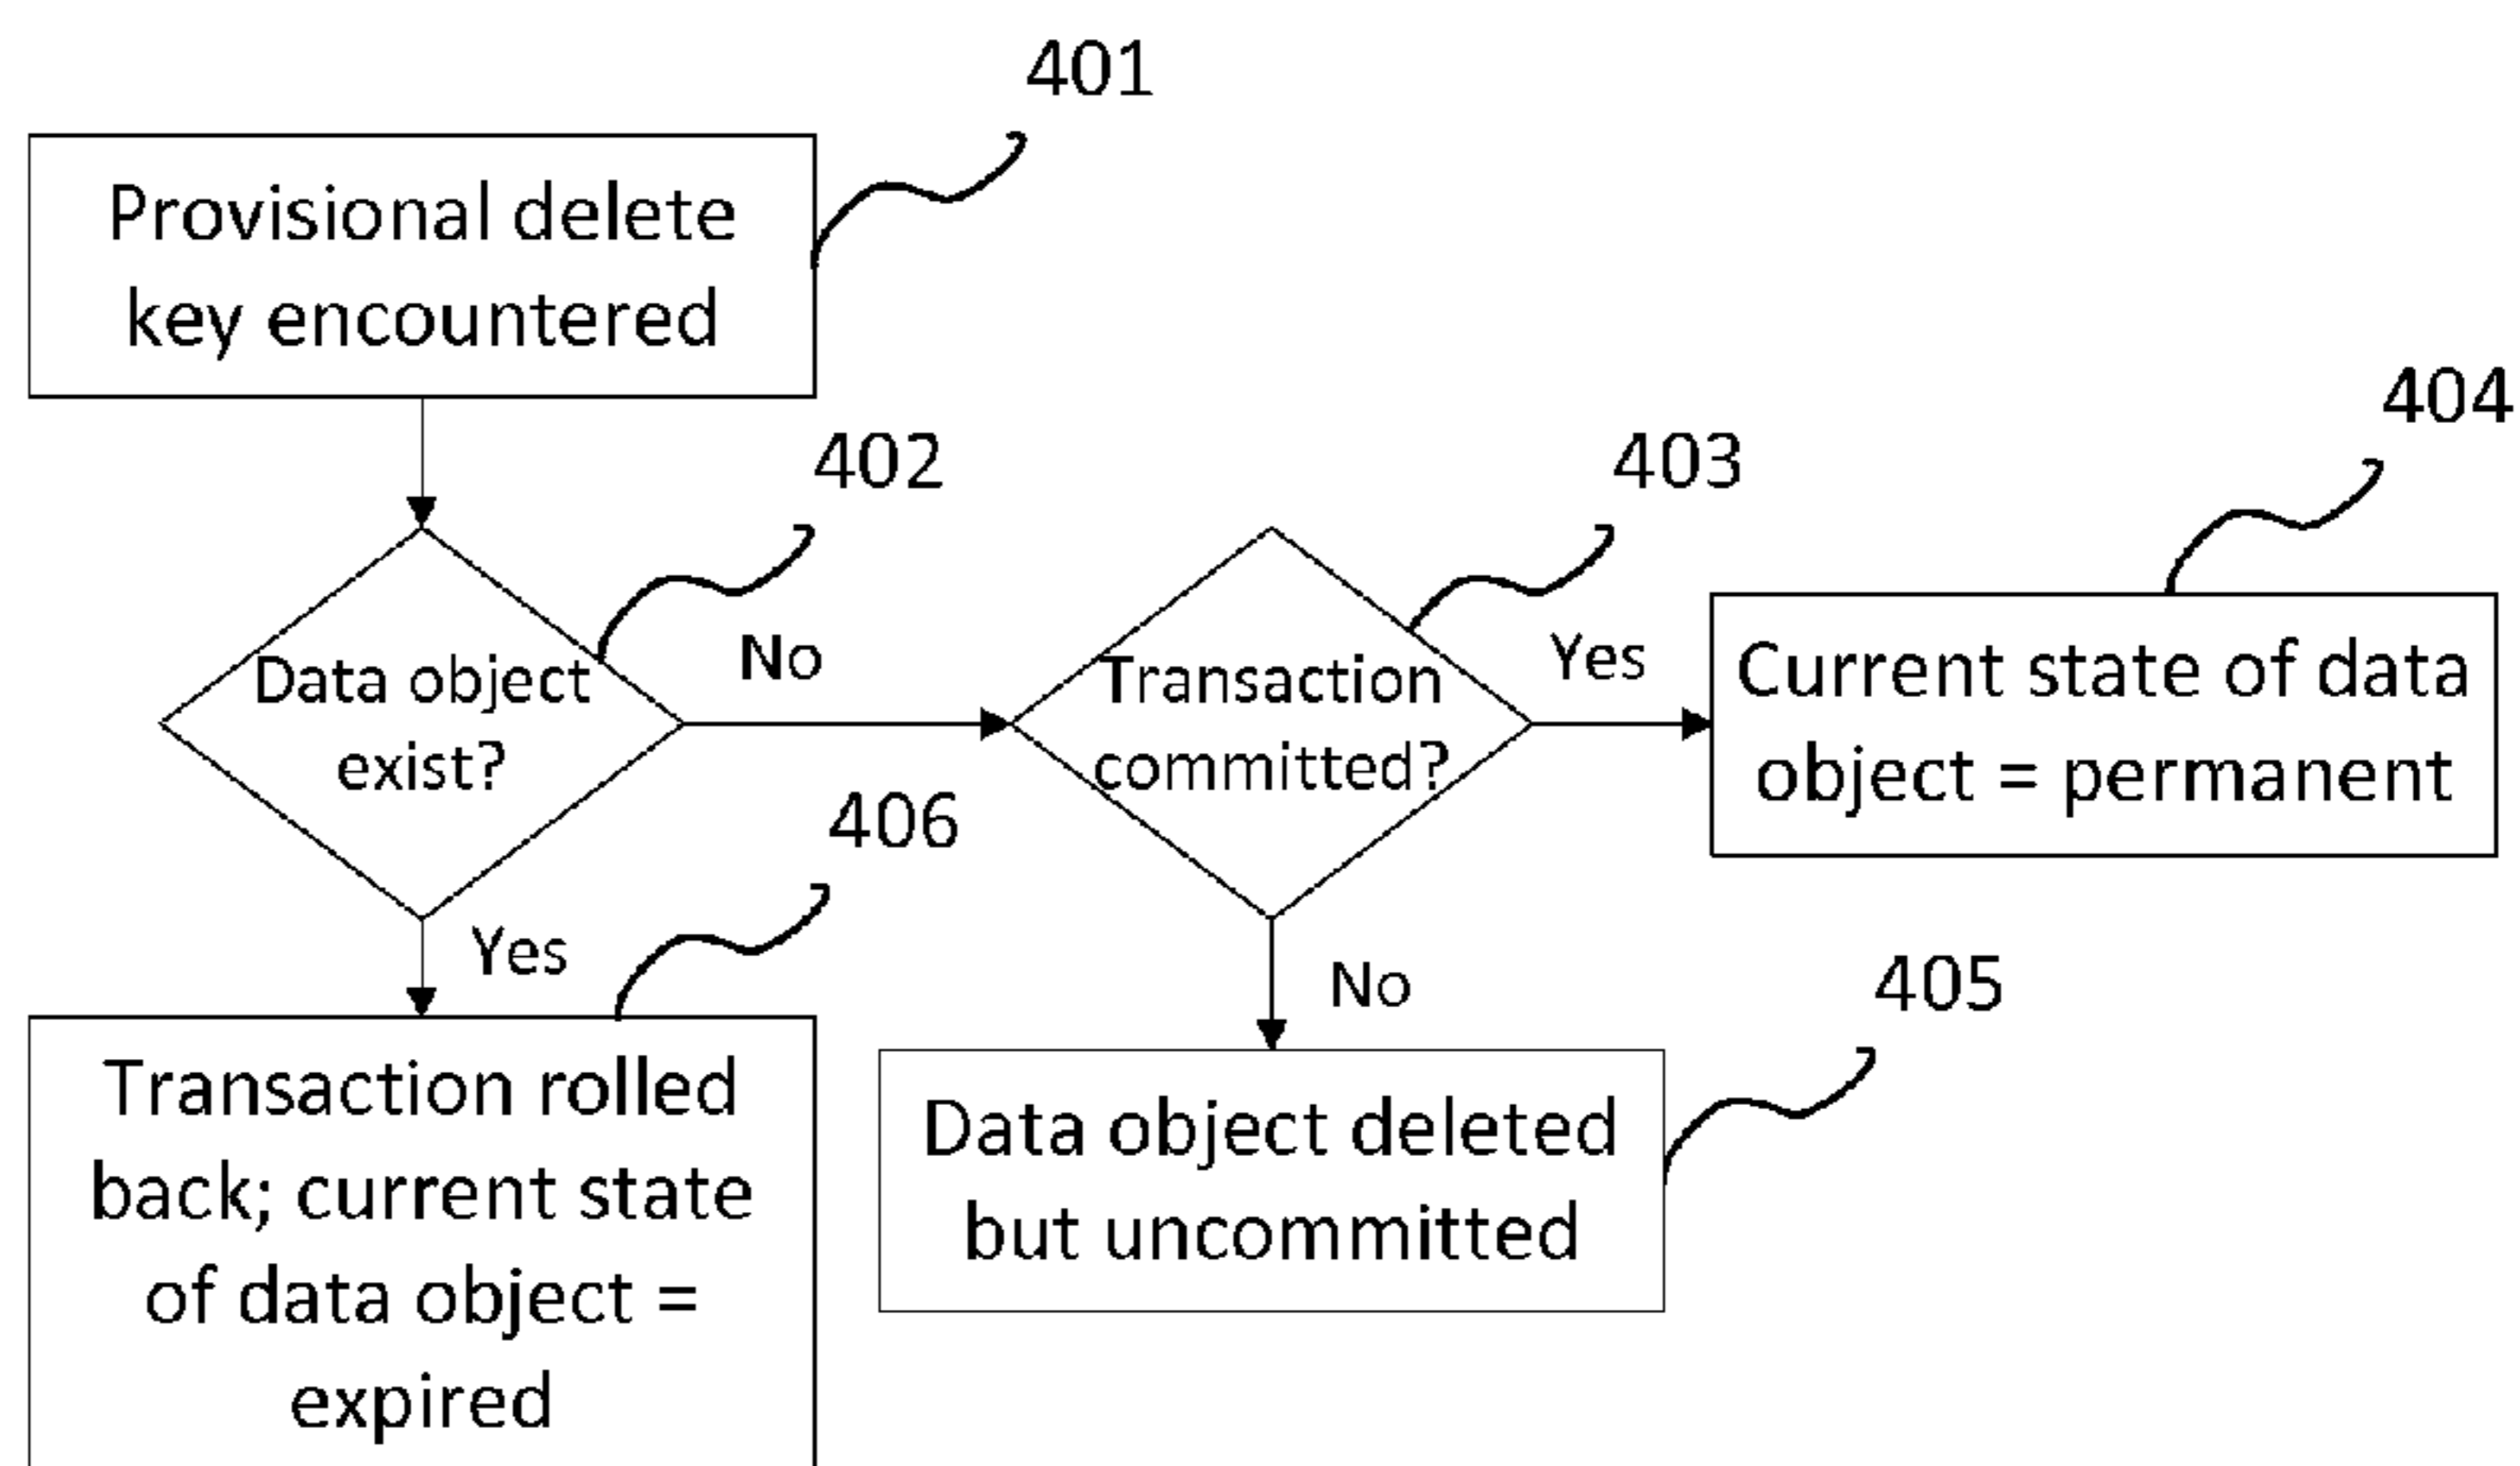 401
Provisional delete
key encountered
402
Data object
exist?
No
403
Transaction
committed?
Yes
404
Current state of data
object = permanent
Yes
406
Transaction rolled
back; current state
of data object =
expired
No
405
Data object deleted
but uncommitted